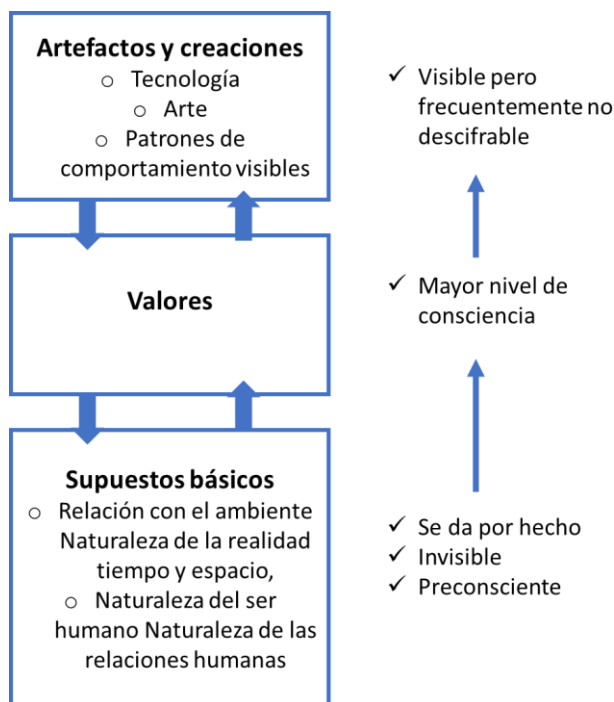 Artefactos y creaciones
o Tecnología
o Arte
o Patrones de
comportamiento visibles
✓ Visible pero
frecuentemente no
descifrable
Valores
✓ Mayor nivel de
consciencia
Supuestos básicos
o Relación con el ambiente
Naturaleza de la realidad
tiempo y espacio,
o Naturaleza del ser
humano Naturaleza de las
relaciones humanas
✓ Se da por hecho
✓ Invisible
✓ Preconsciente